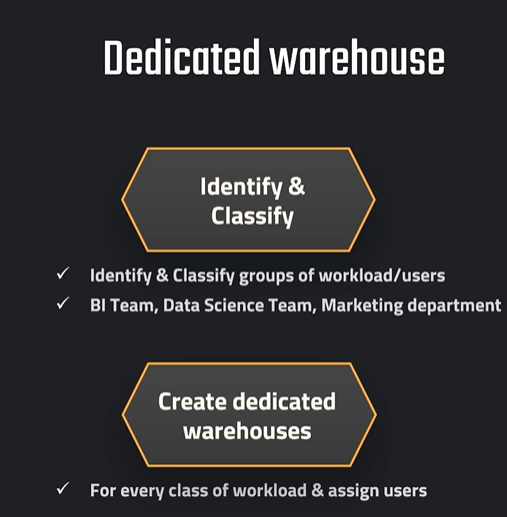 Dedicated warehouse
Identify &
Classify
✓ Identify & Classify groups of workload/users
✓ BI Team, Data Science Team, Marketing department
Create dedicated
warehouses
✓ For every class of workload & assign users